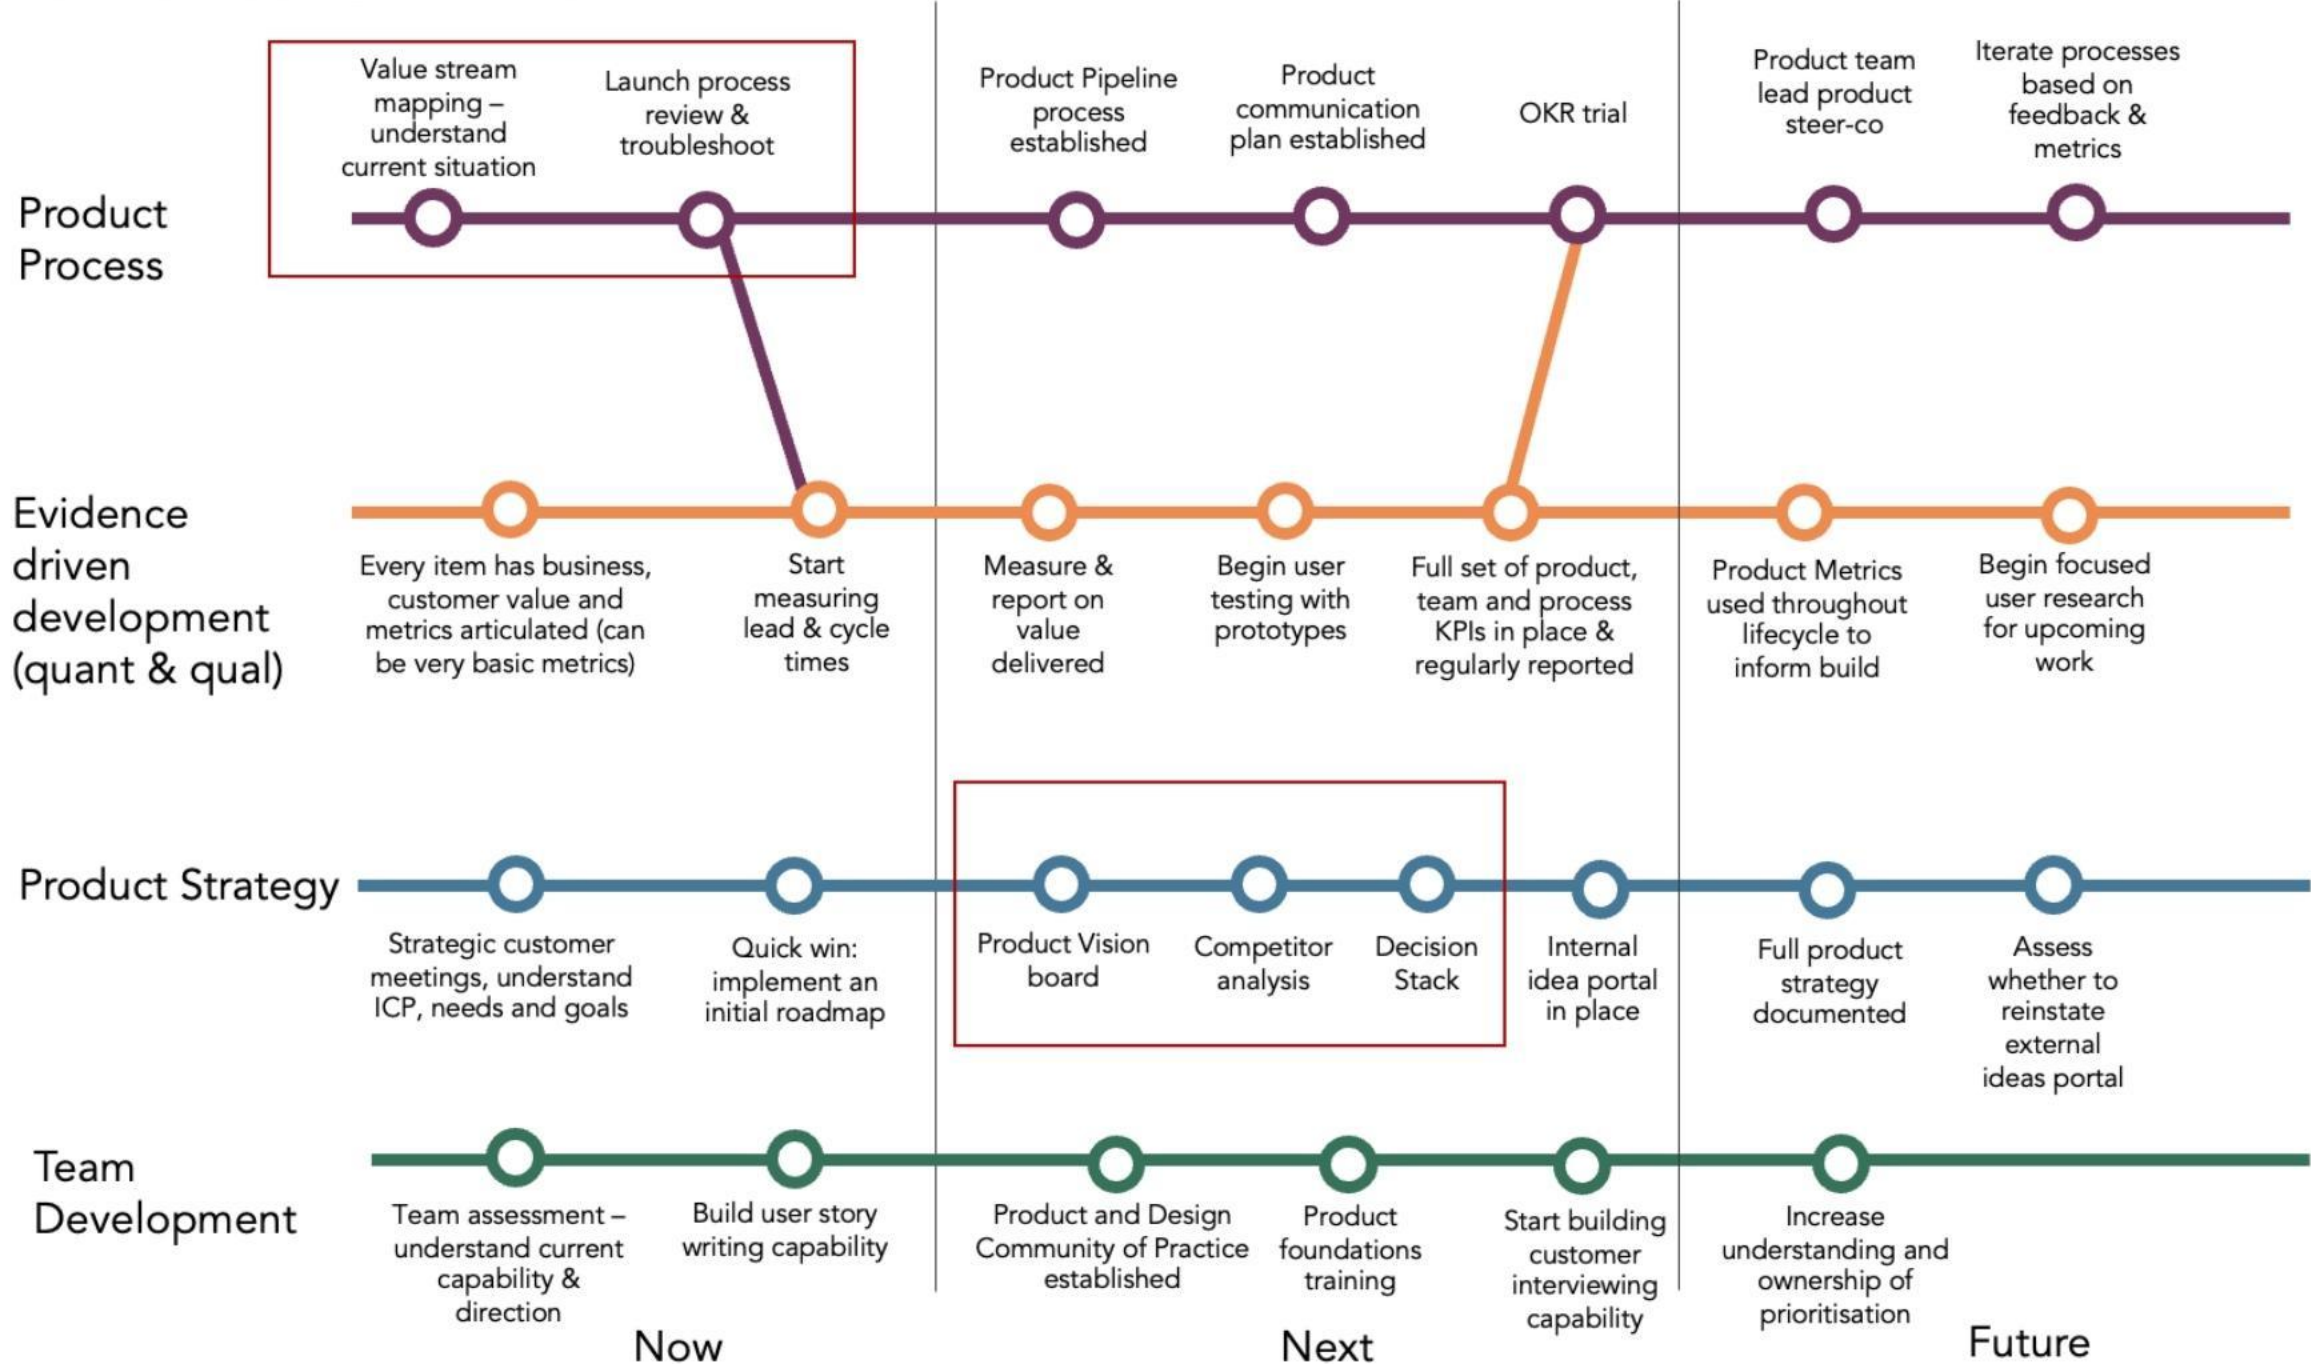 Value stream
mapping –
understand
current situation
Launch process
review &
troubleshoot
Product Pipeline
process
established
Product
communication
plan established
OKR trial
Product team
lead product
steer-co
Iterate processes
based on
feedback &
metrics
Product
Process
Evidence
driven
development
(quant & qual)
Every item has business,
customer value and
metrics articulated (can
be very basic metrics)
Start
measuring
lead & cycle
times
Measure &
report on
value
delivered
Begin user
testing with
prototypes
Full set of product,
team and process
KPIs in place &
regularly reported
Product Metrics
used throughout
lifecycle to
inform build
Begin focused
user research
for upcoming
work
Product Strategy
Strategic customer
meetings, understand
ICP, needs and goals
Quick win:
implement an
initial roadmap
Product Vision
board
Competitor
analysis
Decision
Stack
Internal
idea portal
in place
Full product
strategy
documented
Assess
whether to
reinstate
external
ideas portal
Team
Development
Team assessment –
understand current
capability &
direction
Build user story
writing capability
Product and Design
Community of Practice
established
Product
foundations
training
Start building
customer
interviewing
capability
Increase
understanding and
ownership of
prioritisation
Now
Next
Future